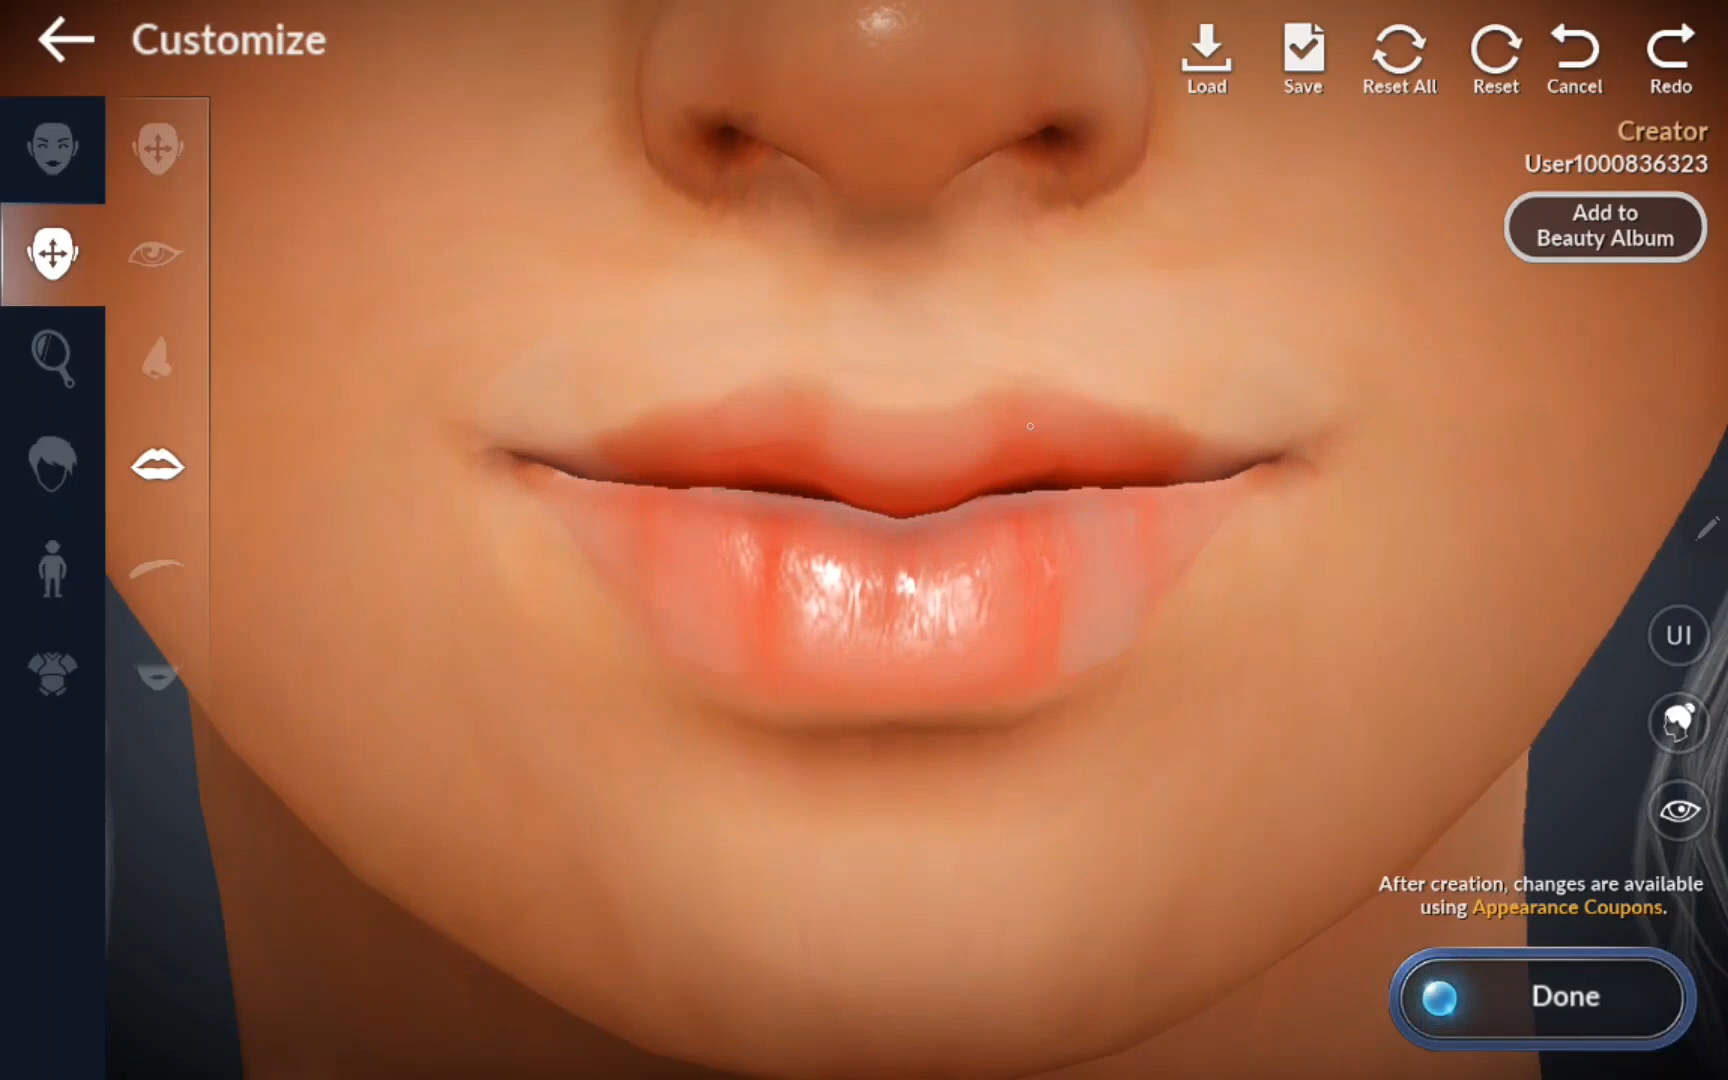 Customize
Load
Save
Reset All
Reset
Cancel
Redo
Creator
User1000836323
Add to
Beauty Album
UI
After creation, changes are available
using Appearance Coupons.
Done